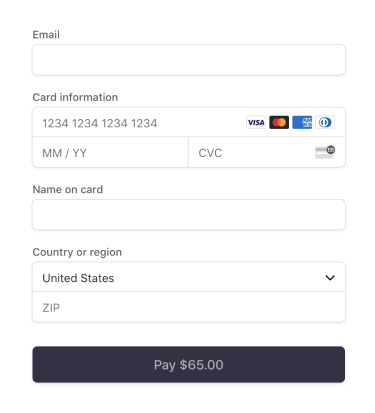 Email
Card information
1234 1234 1234 1234 VISA
MM / YY CVC
Name on card
Country or region
United States
ZIP
Pay $65.00